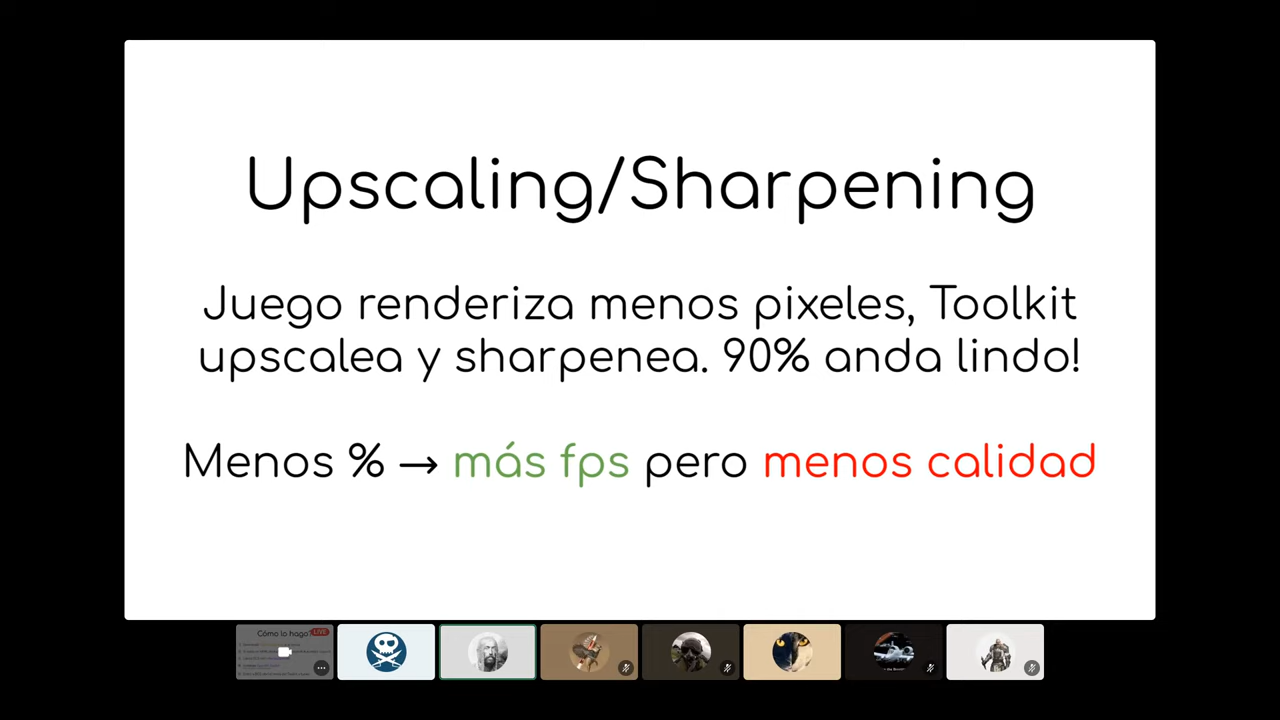 Upscaling/Sharpening
Juego renderiza menos pixeles, Toolkit
upscalea y sharpenea. 90% anda lindo!
Menos % → más fps pero menos calidad
Cómo lo hago?
LIVE